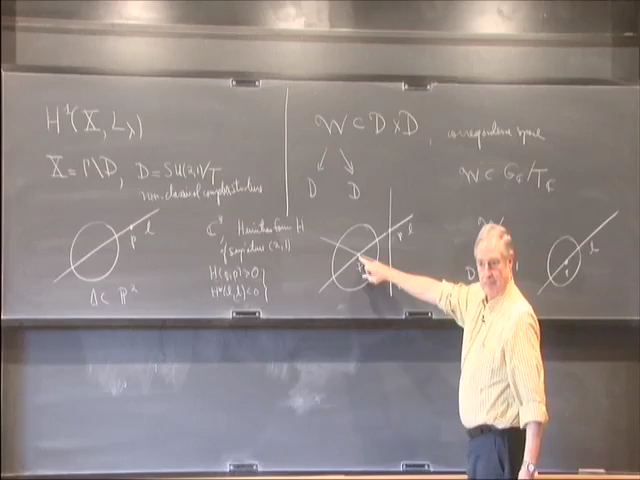 H¹(X, L_λ)
X = Γ\D, D = SU(2,1)/T,
non-classical complex structure
p l
Δ ⊂ P²
C³ Hermitian form H
of signature (2,1)
H(p,p) > 0
H*(l,l) < 0
W ⊂ D × D, correspondence space
D D
W ⊂ G_C/T_C
p l
W
D
p l